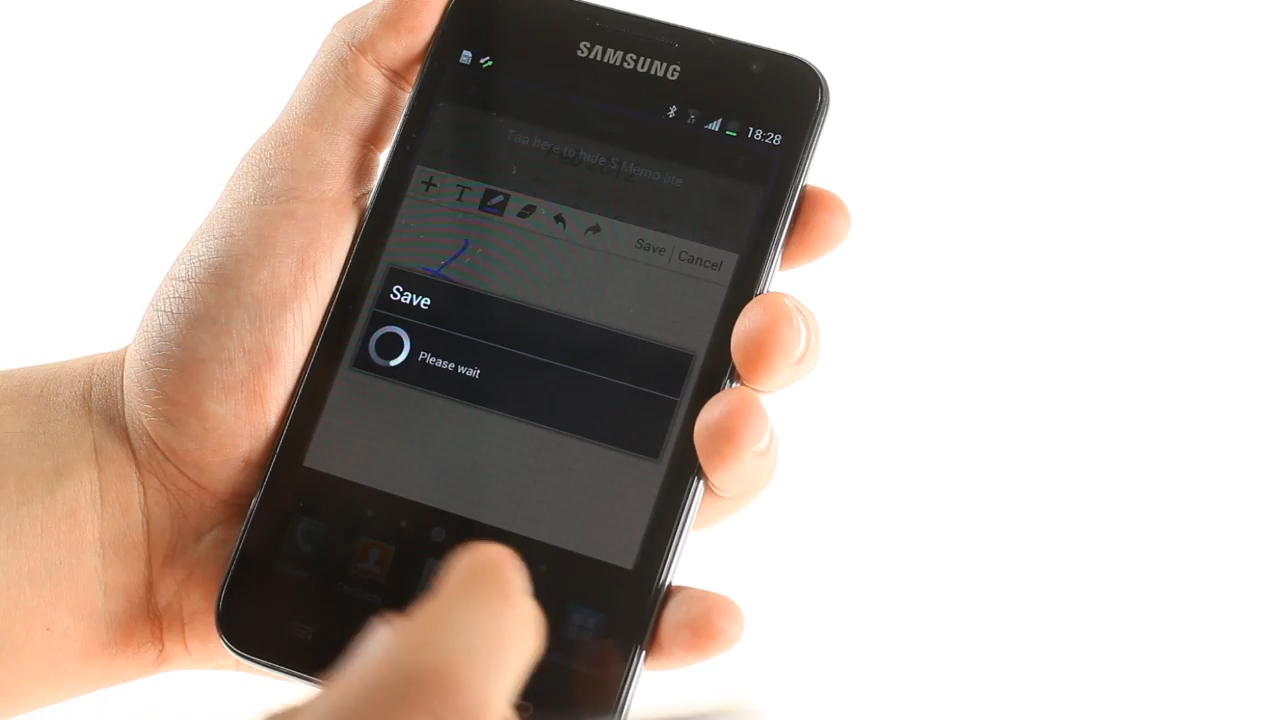 SAMSUNG
18:28
Tap here to hide S Memo lite
T
Save | Cancel
Save
Please wait